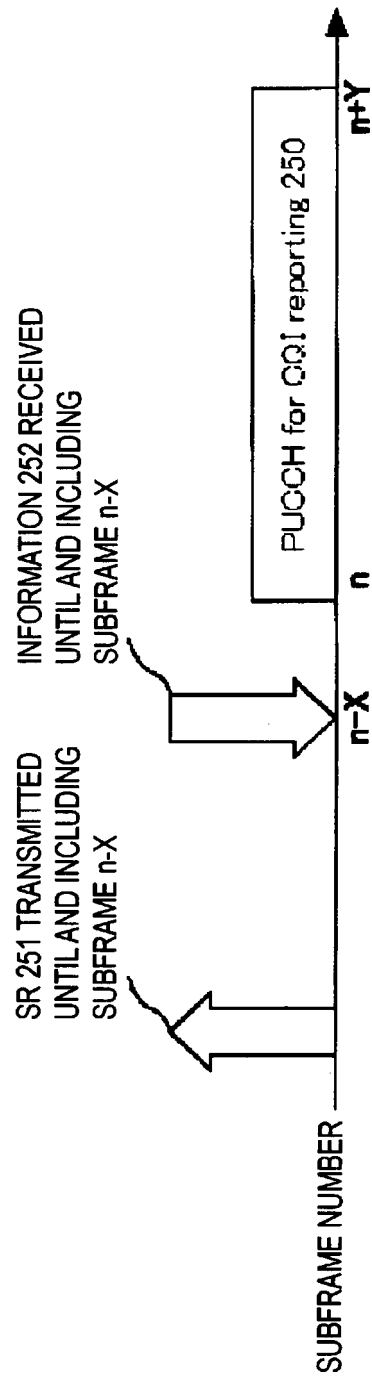 SR 251 TRANSMITTED
UNTIL AND INCLUDING
SUBFRAME n-X
INFORMATION 252 RECEIVED
UNTIL AND INCLUDING
SUBFRAME n-X
PUCCH for CQI reporting 250
SUBFRAME NUMBER
n-X
n
n+Y